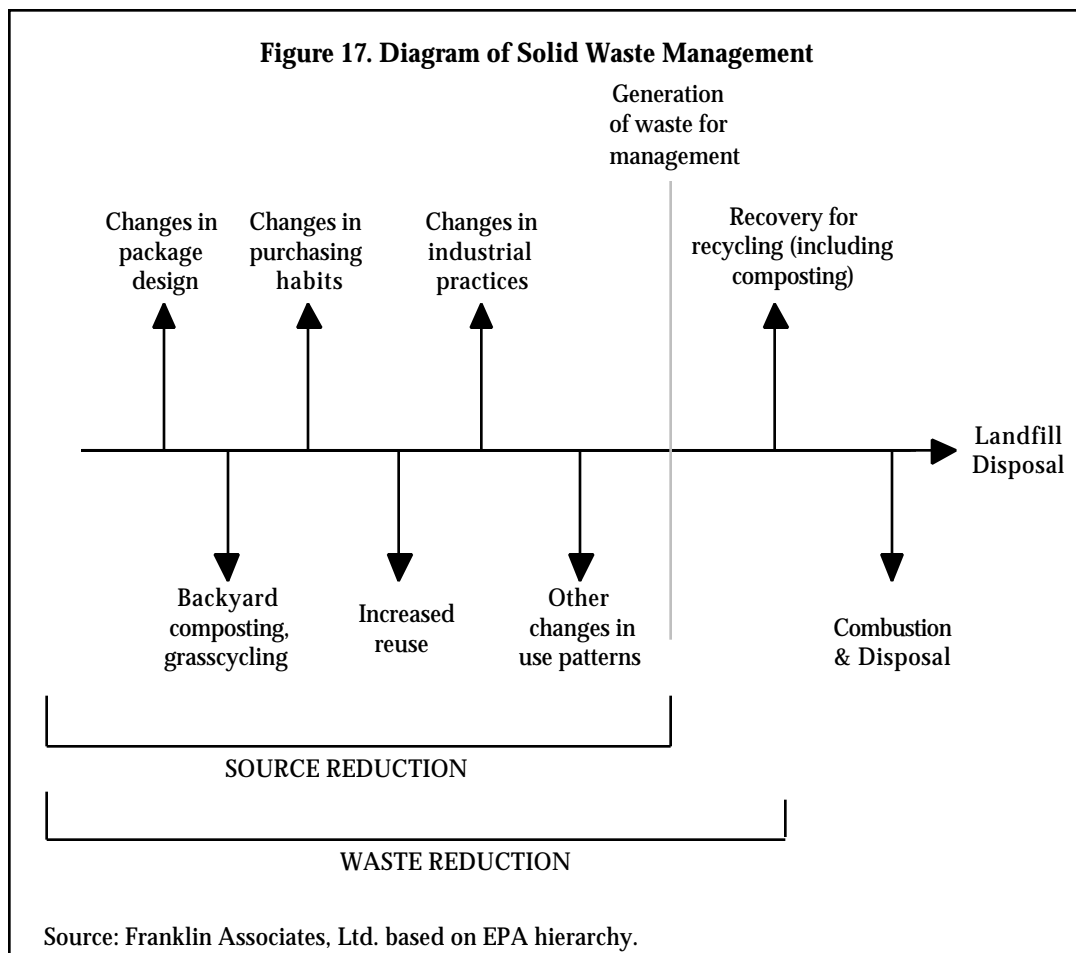 Figure 17. Diagram of Solid Waste Management
Generation
of waste for
management
Changes in
package
design
Changes in
purchasing
habits
Changes in
industrial
practices
Recovery for
recycling (including
composting)
Landfill
Disposal
Backyard
composting,
grasscycling
Increased
reuse
Other
changes in
use patterns
Combustion
& Disposal
SOURCE REDUCTION
WASTE REDUCTION
Source: Franklin Associates, Ltd. based on EPA hierarchy.